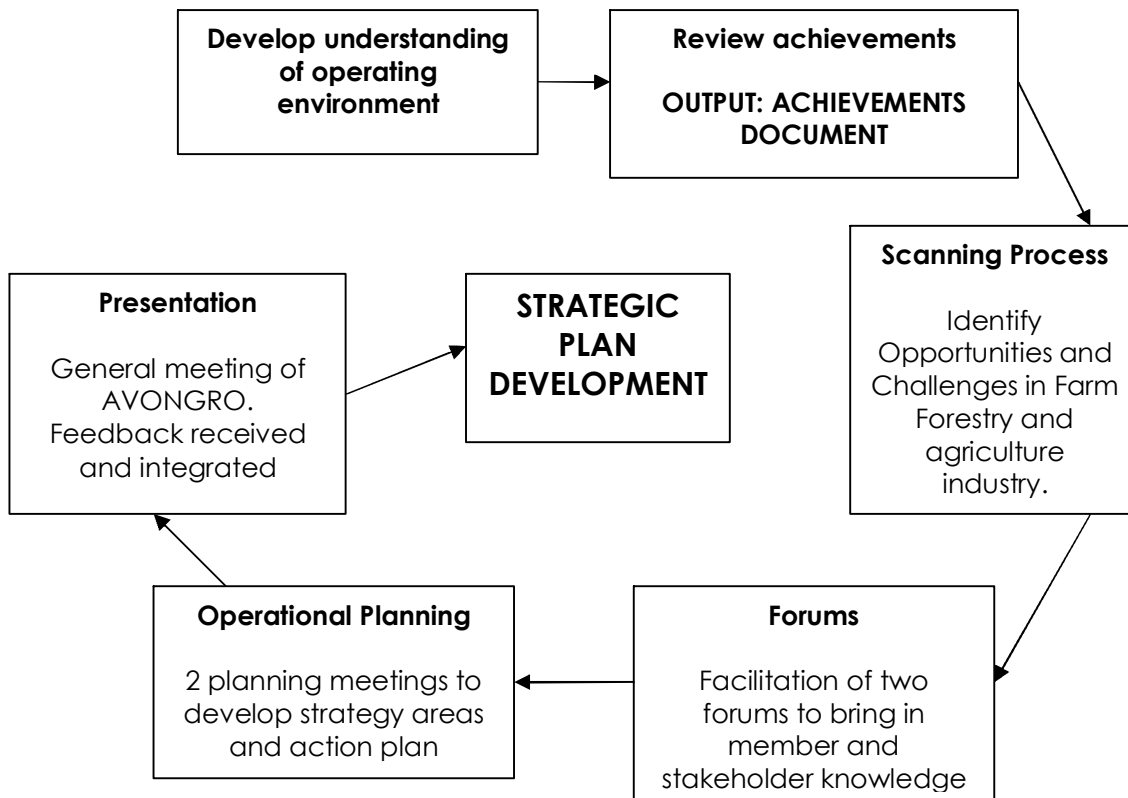 Develop understanding
of operating
environment
Review achievements
OUTPUT: ACHIEVEMENTS
DOCUMENT
Scanning Process
Identify
Opportunities and
Challenges in Farm
Forestry and
agriculture
industry.
Forums
Facilitation of two
forums to bring in
member and
stakeholder knowledge
Operational Planning
2 planning meetings to
develop strategy areas
and action plan
Presentation
General meeting of
AVONGRO.
Feedback received
and integrated
STRATEGIC
PLAN
DEVELOPMENT